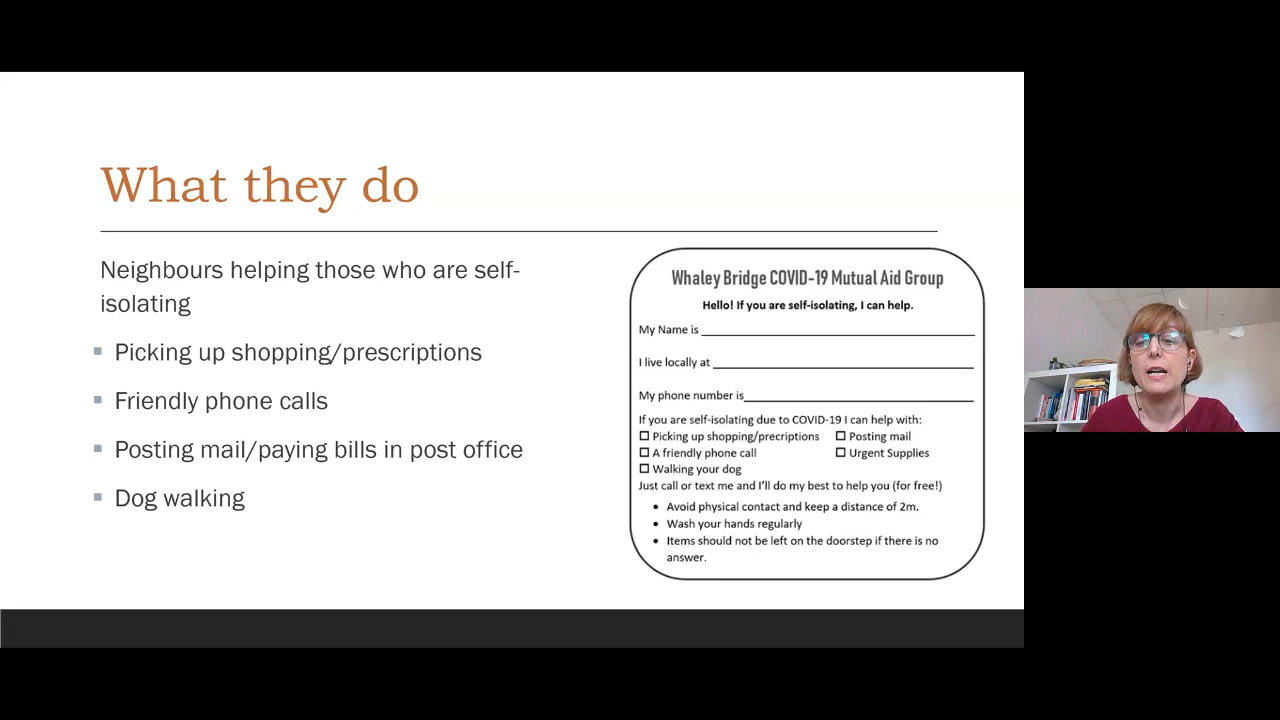 What they do
Neighbours helping those who are self-
isolating
Picking up shopping/prescriptions
Friendly phone calls
Posting mail/paying bills in post office
Dog walking
Whaley Bridge COVID-19 Mutual Aid Group
Hello! If you are self-isolating, I can help.
My Name is
I live locally at
My phone number is
If you are self-isolating due to COVID-19 I can help with:
Picking up shopping/precriptions
Posting mail
A friendly phone call
Urgent Supplies
Walking your dog
Just call or text me and I'll do my best to help you (for free!)
Avoid physical contact and keep a distance of 2m.
Wash your hands regularly
Items should not be left on the doorstep if there is no
answer.